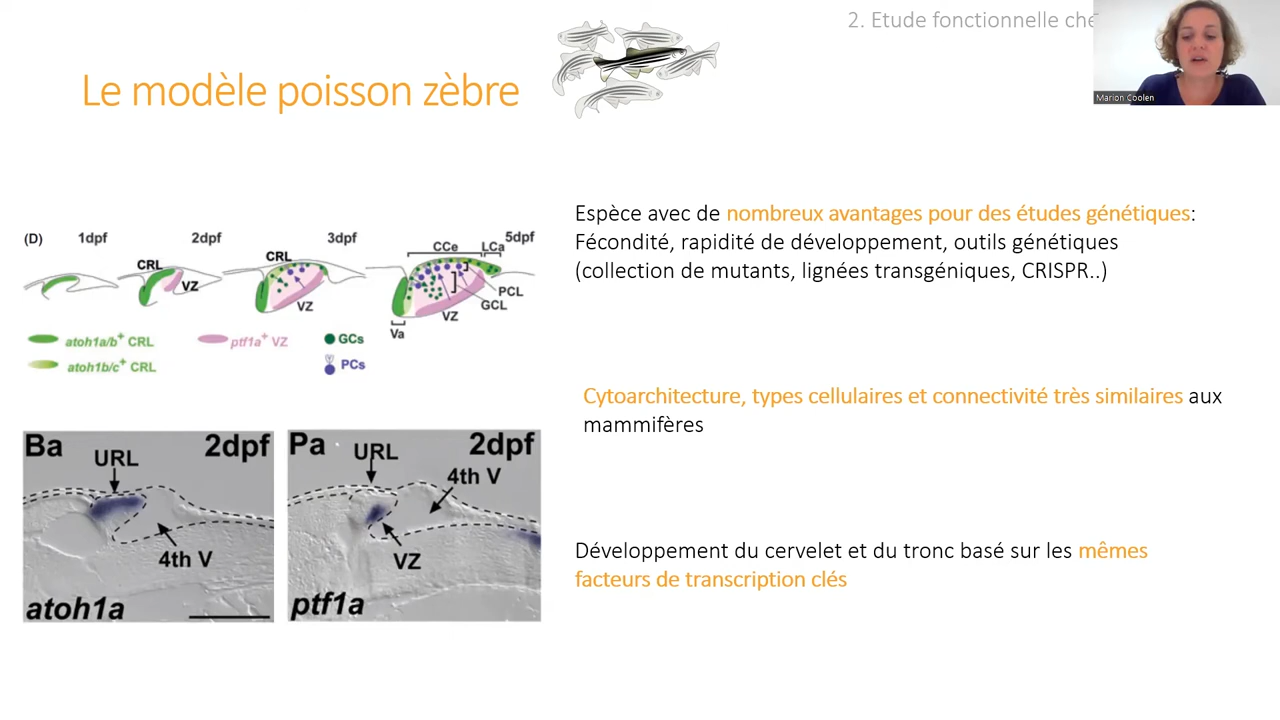 2. Etude fonctionnelle che
Marion Coolen
Le modèle poisson zèbre
(D) 1dpf 2dpf 3dpf 5dpf
CRL CRL CCe LCa
VZ VZ VZ PCL
GCL
Va
atoh1a/b+ CRL ptf1a+ VZ GCs
atoh1b/c+ CRL PCs
Ba 2dpf
URL
4th V
atoh1a
Pa 2dpf
URL
4th V
VZ
ptf1a
Espèce avec de nombreux avantages pour des études génétiques:
Fécondité, rapidité de développement, outils génétiques
(collection de mutants, lignées transgéniques, CRISPR..)
Cytoarchitecture, types cellulaires et connectivité très similaires aux
mammifères
Développement du cervelet et du tronc basé sur les mêmes
facteurs de transcription clés